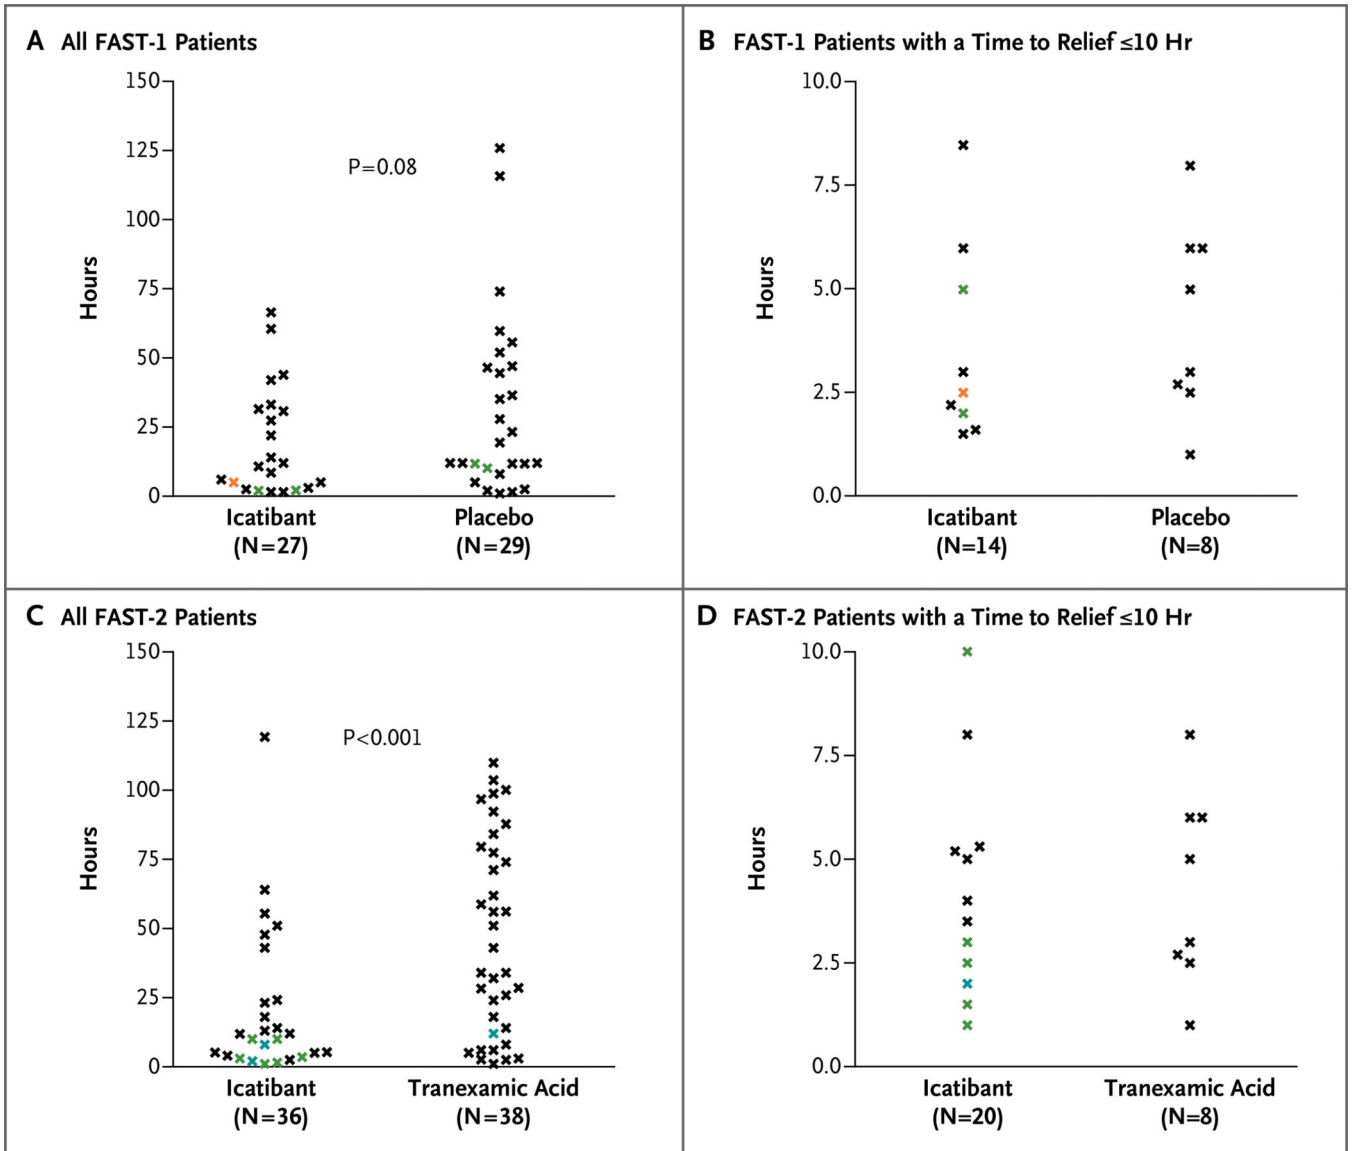 A All FAST-1 Patients
150
125
100
75
50
25
0
Hours
P=0.08
Icatibant
(N=27)
Placebo
(N=29)
B FAST-1 Patients with a Time to Relief ≤10 Hr
10.0
7.5
5.0
2.5
0.0
Hours
Icatibant
(N=14)
Placebo
(N=8)
C All FAST-2 Patients
150
125
100
75
50
25
0
Hours
P<0.001
Icatibant
(N=36)
Tranexamic Acid
(N=38)
D FAST-2 Patients with a Time to Relief ≤10 Hr
10.0
7.5
5.0
2.5
0.0
Hours
Icatibant
(N=20)
Tranexamic Acid
(N=8)